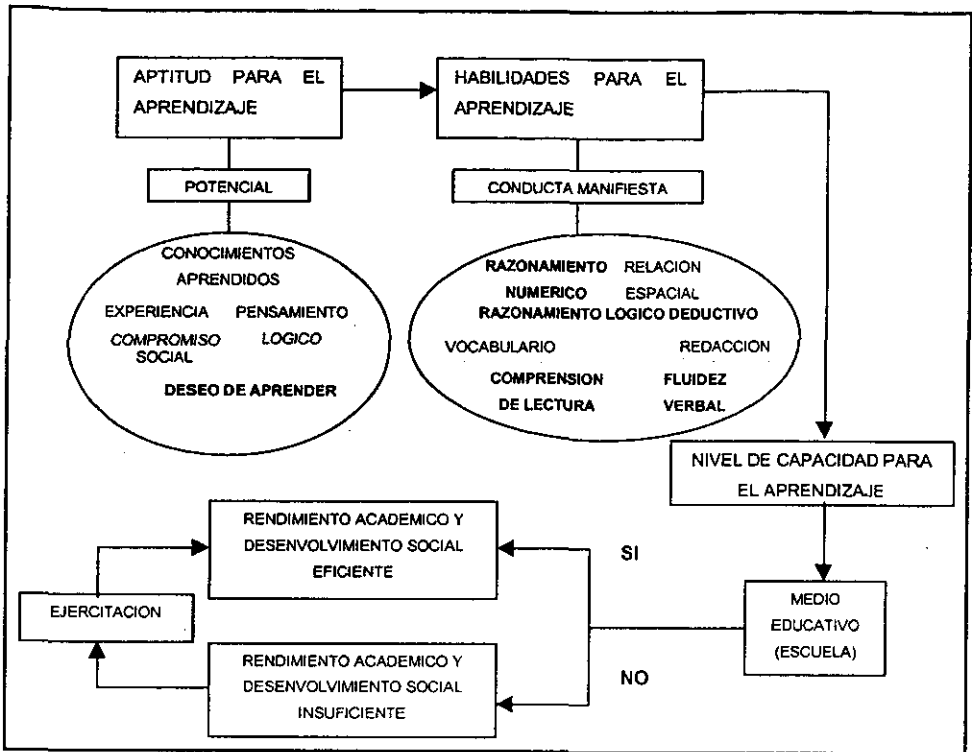 APTITUD PARA EL
APRENDIZAJE
HABILIDADES PARA EL
APRENDIZAJE
POTENCIAL
CONDUCTA MANIFIESTA
CONOCIMIENTOS
APRENDIDOS
EXPERIENCIA PENSAMIENTO
COMPROMISO LOGICO
SOCIAL
DESEO DE APRENDER
RAZONAMIENTO RELACION
NUMERICO ESPACIAL
RAZONAMIENTO LOGICO DEDUCTIVO
VOCABULARIO REDACCION
COMPRENSION FLUIDEZ
DE LECTURA VERBAL
NIVEL DE CAPACIDAD PARA
EL APRENDIZAJE
MEDIO
EDUCATIVO
(ESCUELA)
SI
NO
RENDIMIENTO ACADEMICO Y
DESENVOLVIMIENTO SOCIAL
EFICIENTE
EJERCITACION
RENDIMIENTO ACADEMICO Y
DESENVOLVIMIENTO SOCIAL
INSUFICIENTE